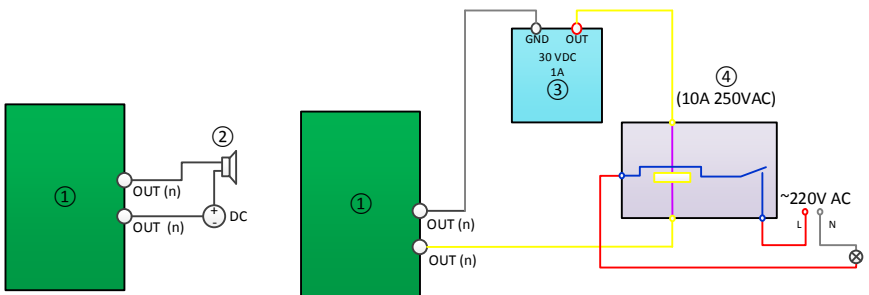 ①
OUT (n)
OUT (n)
②
+
-
DC
①
OUT (n)
OUT (n)
GND OUT
30 VDC
1A
③
④
(10A 250VAC)
~220V AC
L N